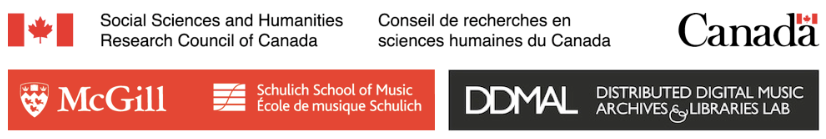 Social Sciences and Humanities
Research Council of Canada
Conseil de recherches en
sciences humaines du Canada
Canada
McGill
Schulich School of Music
École de musique Schulich
DDMAL
DISTRIBUTED DIGITAL MUSIC
ARCHIVES & LIBRARIES LAB